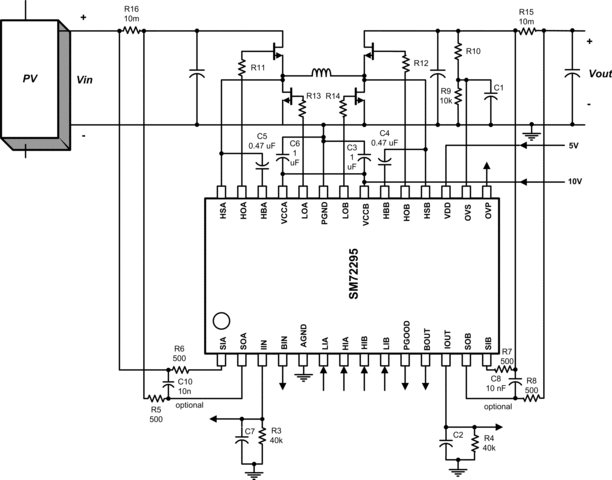 R16
10m
R15
10m
+
+
PV
Vin
R11
R12
R10
Vout
R13
R14
R9
10k
C1
-
-
C5
0.47 uF
C6
1
uF
C3
1
uF
C4
0.47 uF
5V
10V
HSA
HOA
HBA
VCCA
LOA
PGND
LOB
VCCB
HBB
HOB
HSB
VDD
OVS
OVP
SM72295
SIA
SOA
IIN
BIN
AGND
LIA
HIA
HIB
LIB
PGOOD
BOUT
IOUT
SOB
SIB
R6
500
R7
500
C10
10n
C8
10 nF
R5
500
R8
500
optional
optional
C7
R3
40k
C2
R4
40k